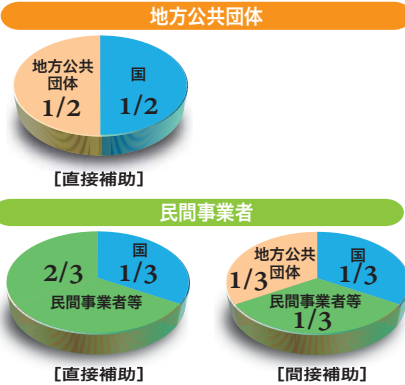 地方公共団体
地方公共
団体
1/2
国
1/2
［直接補助］
民間事業者
国
1/3
2/3
民間事業者等
［直接補助］
地方公共
団体
1/3
国
1/3
民間事業者等
1/3
［間接補助］